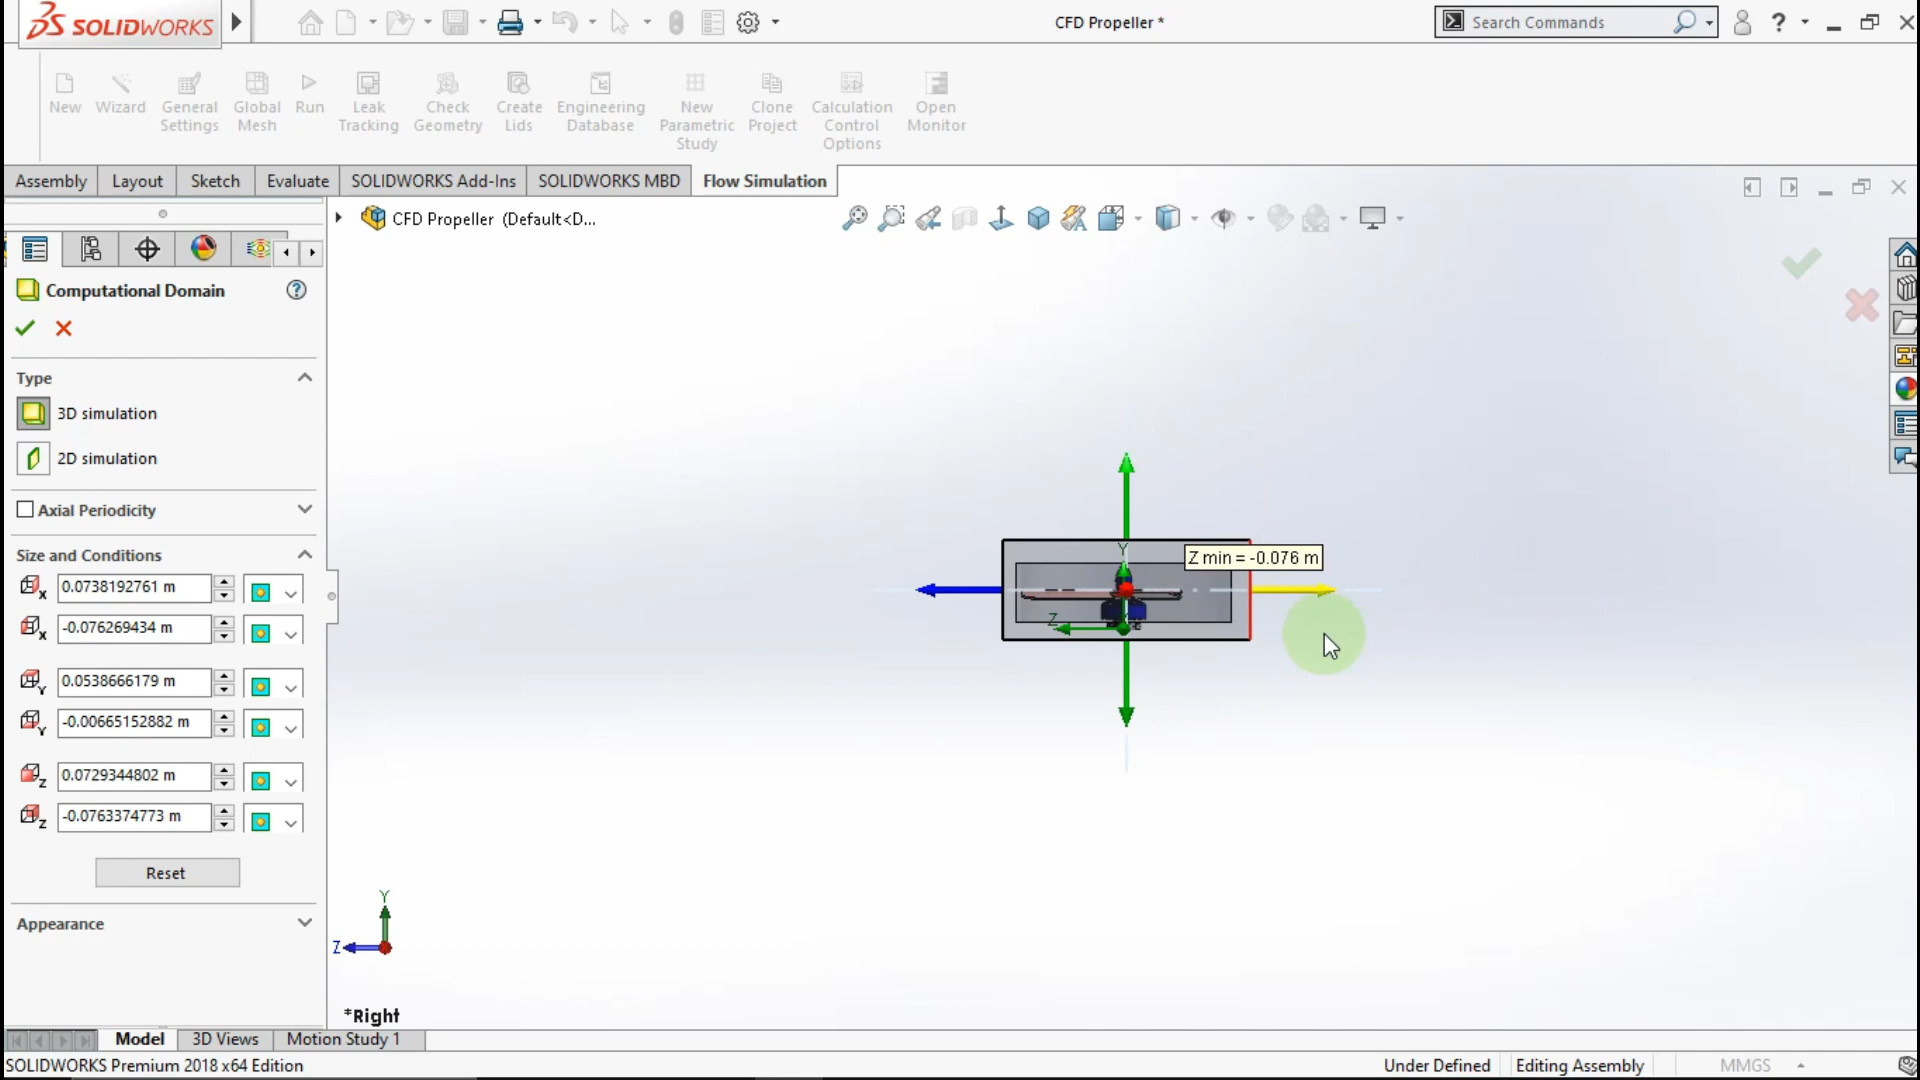 SOLIDWORKS
CFD Propeller *
Search Commands
?
New
Wizard
General Settings
Global Mesh
Run
Leak Tracking
Check Geometry
Create Lids
Engineering Database
New Parametric Study
Clone Project
Calculation Control Options
Open Monitor
Assembly
Layout
Sketch
Evaluate
SOLIDWORKS Add-Ins
SOLIDWORKS MBD
Flow Simulation
CFD Propeller (Default<D...
Computational Domain
?
Type
3D simulation
2D simulation
Axial Periodicity
Size and Conditions
X
0.0738192761 m
X
-0.076269434 m
Y
0.0538666179 m
Y
-0.00665152882 m
Z
0.0729344802 m
Z
-0.0763374773 m
Reset
Appearance
Y
Z min = -0.076 m
Z
Y
Z
*Right
Model
3D Views
Motion Study 1
SOLIDWORKS Premium 2018 x64 Edition
Under Defined
Editing Assembly
MMGS